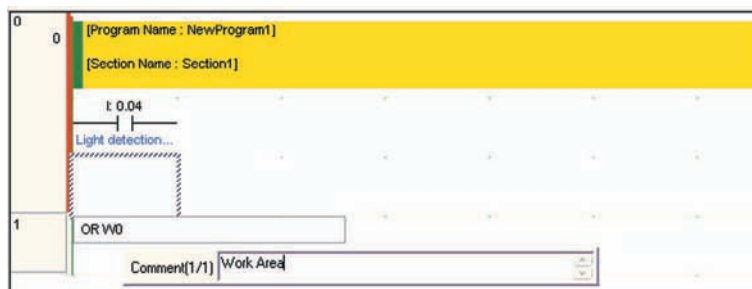 0
0
[Program Name : NewProgram1]
[Section Name : Section1]
I: 0.04
Light detection...
1
OR W0
Comment(1/1) Work Area